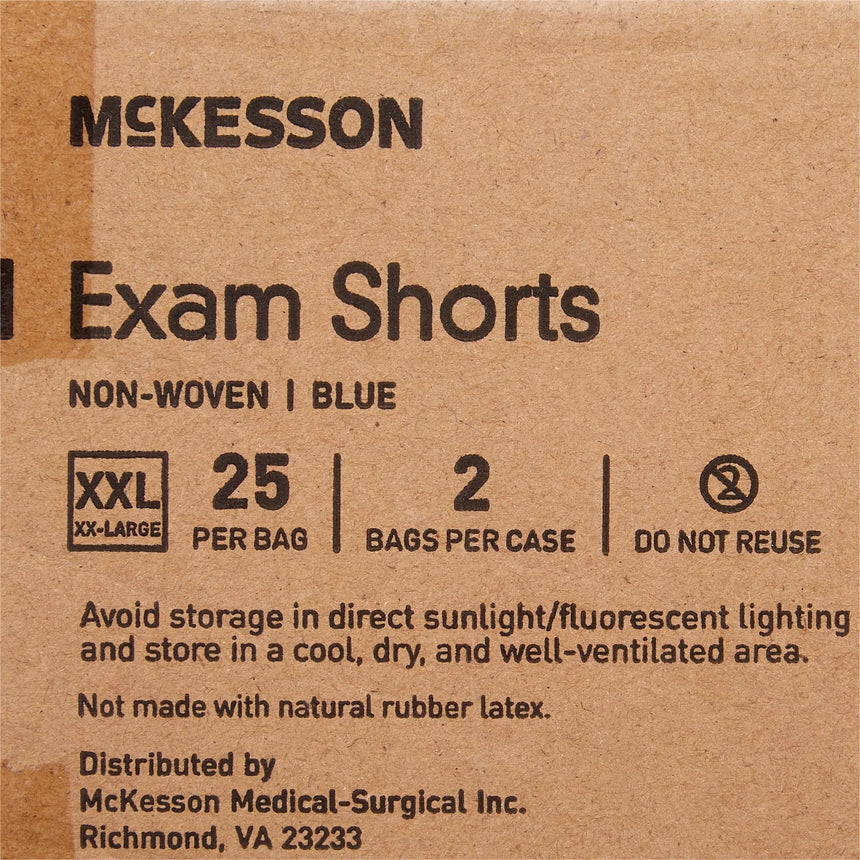 McKESSON
Exam Shorts
NON-WOVEN | BLUE
XXL
XX-LARGE
25
PER BAG
2
BAGS PER CASE
2
DO NOT REUSE
Avoid storage in direct sunlight/fluorescent lighting
and store in a cool, dry, and well-ventilated area.
Not made with natural rubber latex.
Distributed by
McKesson Medical-Surgical Inc.
Richmond, VA 23233